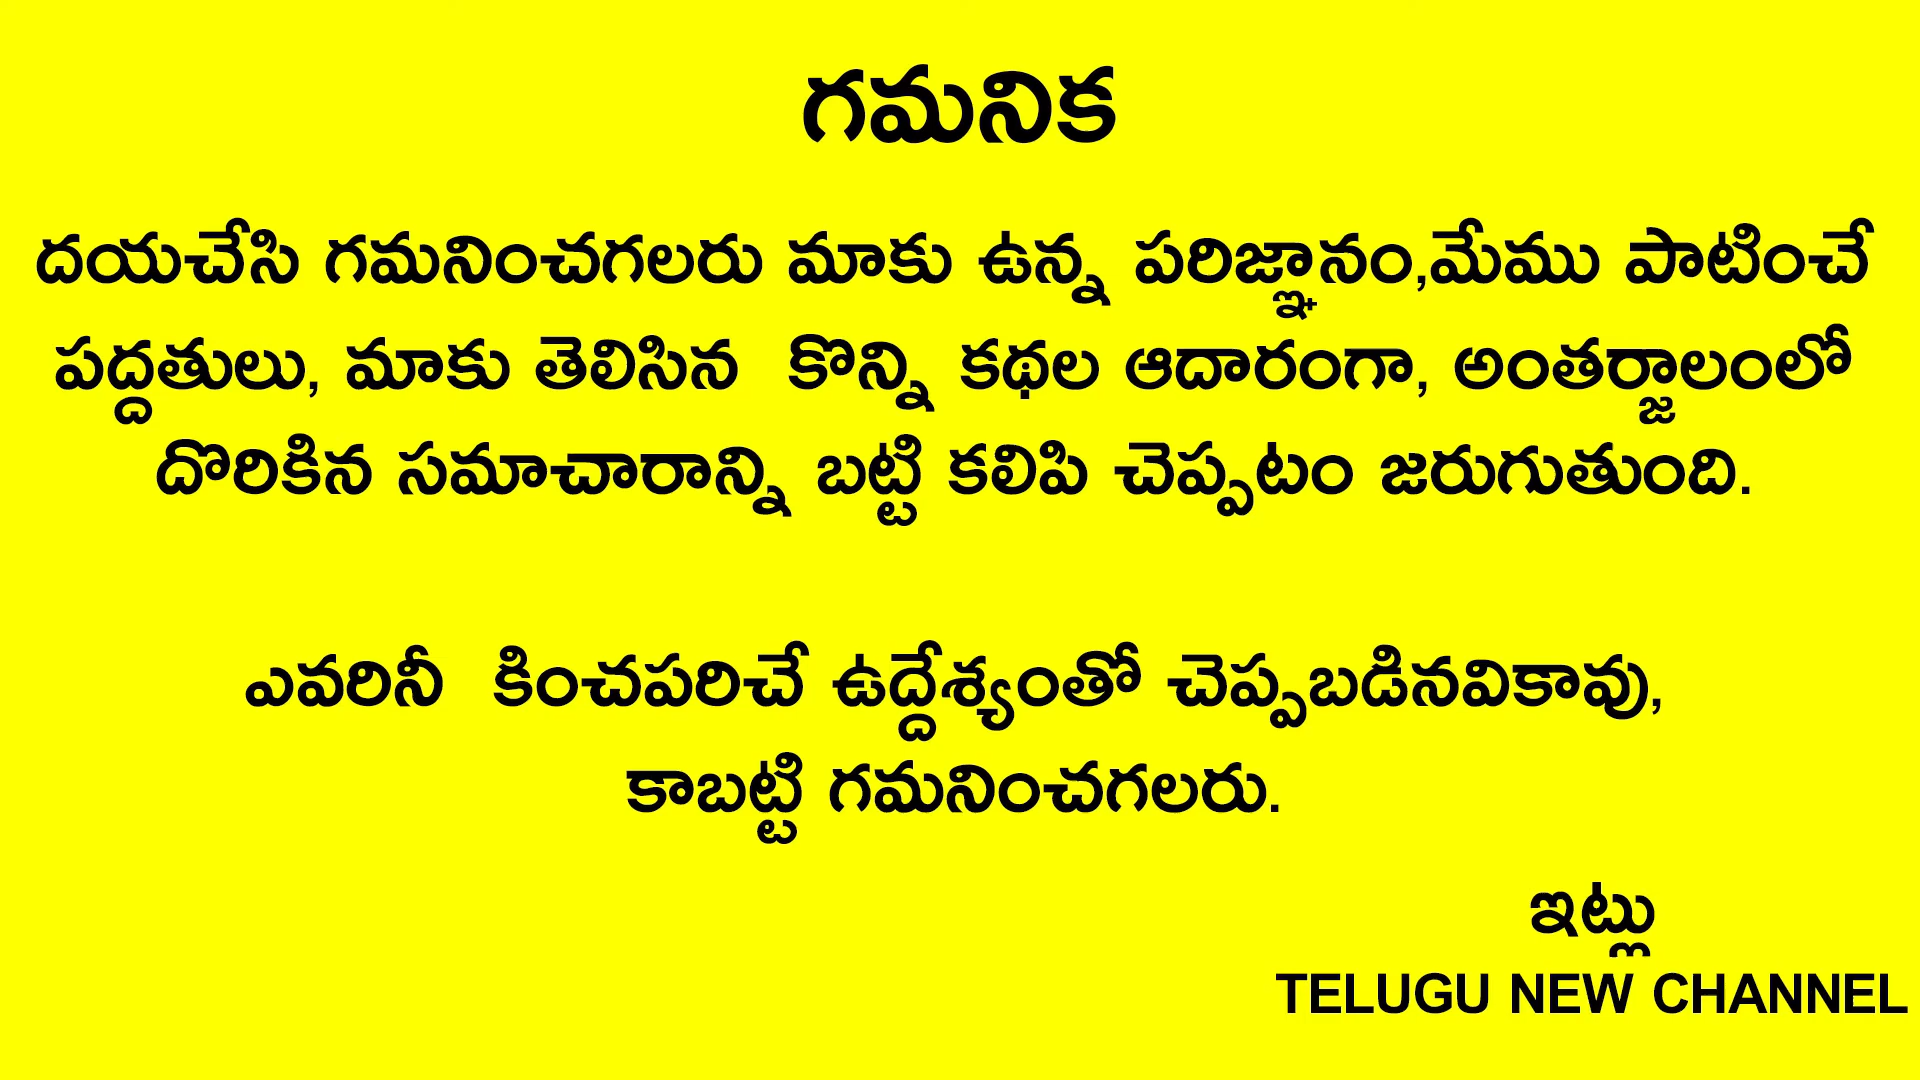 గమనిక
దయచేసి గమనించగలరు మాకు ఉన్న పరిజ్ఞానం,మేము పాటించే
పద్దతులు, మాకు తెలిసిన  కొన్ని కథల ఆదారంగా, అంతర్జాలంలో
దొరికిన సమాచారాన్ని బట్టి కలిపి చెప్పటం జరుగుతుంది.
ఎవరినీ  కించపరిచే ఉద్దేశ్యంతో చెప్పబడినవికావు,
కాబట్టి గమనించగలరు.
ఇట్లు
TELUGU NEW CHANNEL